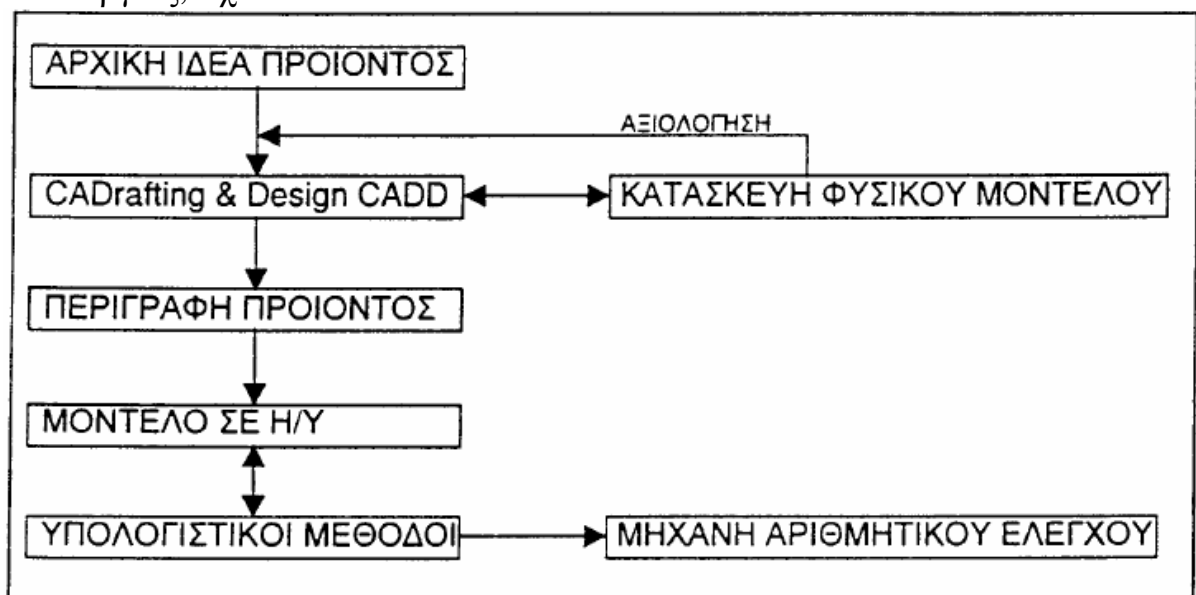 ΑΡΧΙΚΗ ΙΔΕΑ ΠΡΟΙΟΝΤΟΣ
ΑΞΙΟΛΟΓΗΣΗ
CADrafting & Design CADD
ΚΑΤΑΣΚΕΥΗ ΦΥΣΙΚΟΥ ΜΟΝΤΕΛΟΥ
ΠΕΡΙΓΡΑΦΗ ΠΡΟΙΟΝΤΟΣ
ΜΟΝΤΕΛΟ ΣΕ Η/Υ
ΥΠΟΛΟΓΙΣΤΙΚΟΙ ΜΕΘΟΔΟΙ
ΜΗΧΑΝΗ ΑΡΙΘΜΗΤΙΚΟΥ ΕΛΕΓΧΟΥ